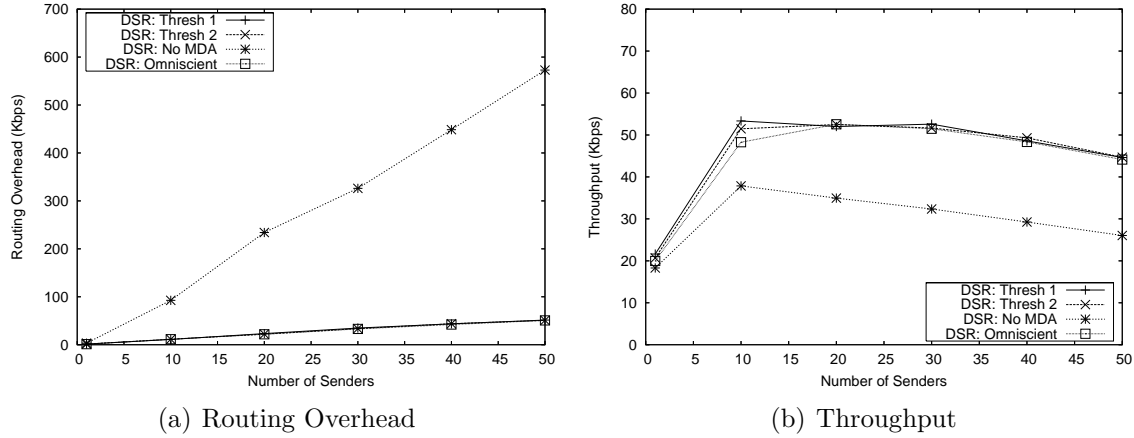 700
600
500
400
300
200
100
0
Routing Overhead (Kbps)
DSR: Thresh 1
DSR: Thresh 2
DSR: No MDA
DSR: Omniscient
0 5 10 15 20 25 30 35 40 45 50
Number of Senders
(a) Routing Overhead
80
70
60
50
40
30
20
10
0
Throughput (Kbps)
DSR: Thresh 1
DSR: Thresh 2
DSR: No MDA
DSR: Omniscient
0 5 10 15 20 25 30 35 40 45 50
Number of Senders
(b) Throughput